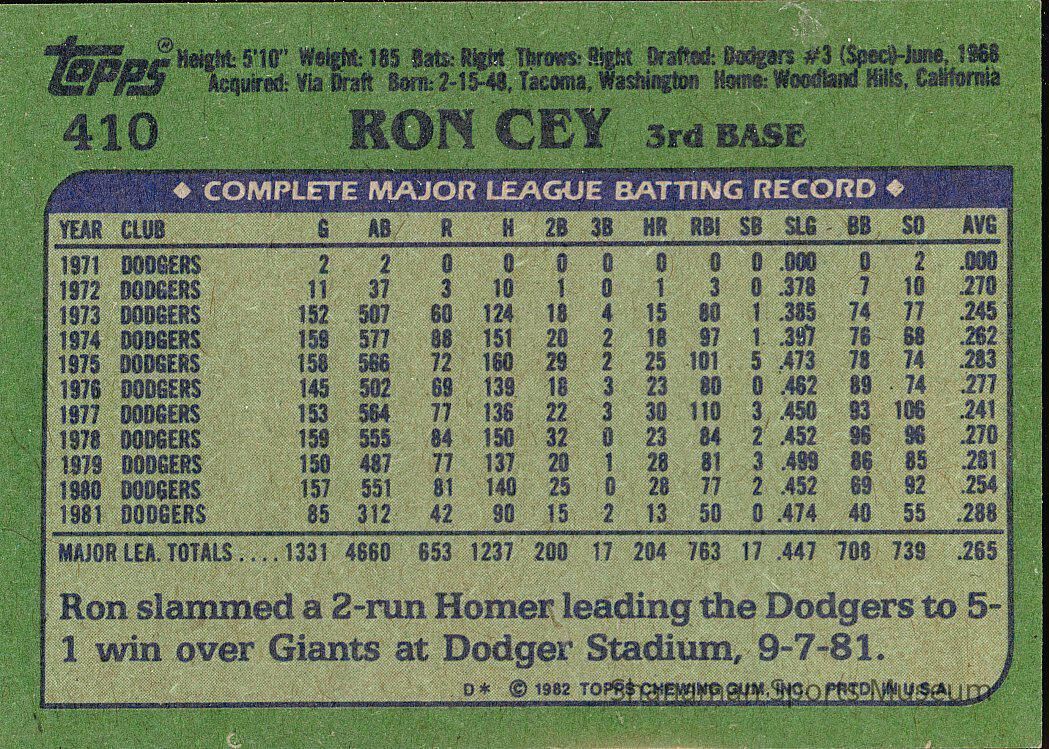 Topps® Height: 5'10" Weight: 185 Bats: Right Throws: Right Drafted: Dodgars #3 (Specl)-June, 1968
Acquired: Via Draft Born: 2-15-48, Tacoma, Washington Home: Woodland Hills, California
410 RON CEY 3rd BASE
◆ COMPLETE MAJOR LEAGUE BATTING RECORD ◆
YEAR CLUB G AB R H 2B 3B HR RBI SB SLG BB SO AVG
1971 DODGERS 2 2 0 0 0 0 0 0 0 .000 0 2 .000
1972 DODGERS 11 37 3 10 1 0 1 3 0 .378 7 10 .270
1973 DODGERS 152 507 60 124 18 4 15 80 1 .385 74 77 .245
1974 DODGERS 159 577 88 151 20 2 18 97 1 .397 76 68 .262
1975 DODGERS 158 566 72 160 29 2 25 101 5 .473 78 74 .283
1976 DODGERS 145 502 69 139 18 3 23 80 0 .462 89 74 .277
1977 DODGERS 153 564 77 136 22 3 30 110 3 .450 93 106 .241
1978 DODGERS 159 555 84 150 32 0 23 84 2 .452 96 96 .270
1979 DODGERS 150 487 77 137 20 1 28 81 3 .499 86 85 .281
1980 DODGERS 157 551 81 140 25 0 28 77 2 .452 69 92 .254
1981 DODGERS 85 312 42 90 15 2 13 50 0 .474 40 55 .288
MAJOR LEA. TOTALS .... 1331 4660 653 1237 200 17 204 763 17 .447 708 739 .265
Ron slammed a 2-run Homer leading the Dodgers to 5-
1 win over Giants at Dodger Stadium, 9-7-81.
D* © 1982 TOPPS CHEWING GUM, INC. PRTD. IN U.S.A.
Sports Museum